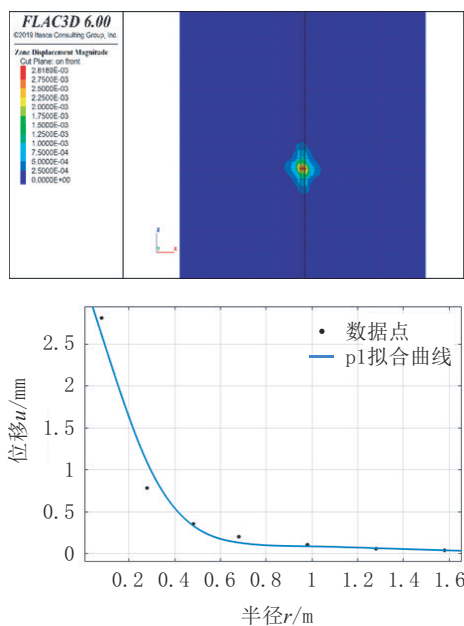 FLAC3D 6.00
©2019 Itasca Consulting Group, Inc.
Zone Displacement Magnitude
Cut Plane: on front
2.8180E-03
2.7500E-03
2.5000E-03
2.2500E-03
2.0000E-03
1.7500E-03
1.5000E-03
1.2500E-03
1.0000E-03
7.5000E-04
5.0000E-04
2.5000E-04
0.0000E+00
Z
Y X
数据点
p1拟合曲线
位移u/mm
2.5
2
1.5
1
0.5
0
0.2 0.4 0.6 0.8 1 1.2 1.4 1.6
半径r/m